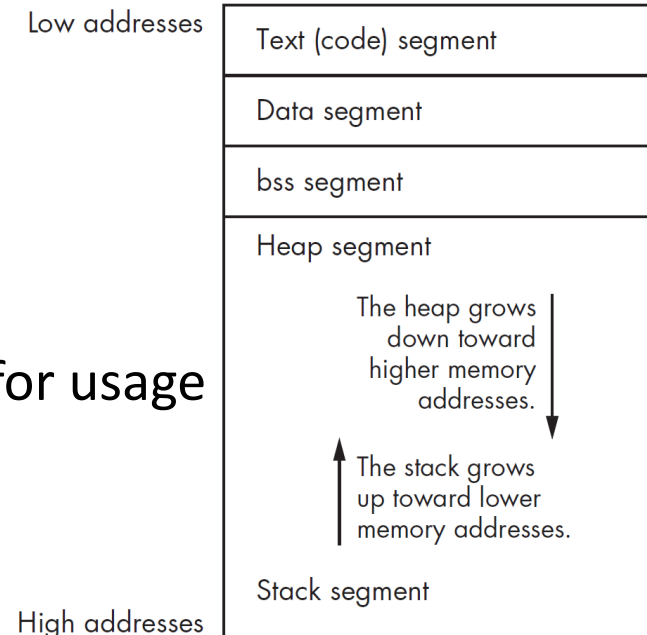 Low addresses
Text (code) segment
Data segment
bss segment
Heap segment
The heap grows
down toward
higher memory
addresses.
for usage
The stack grows
up toward lower
memory addresses.
Stack segment
High addresses